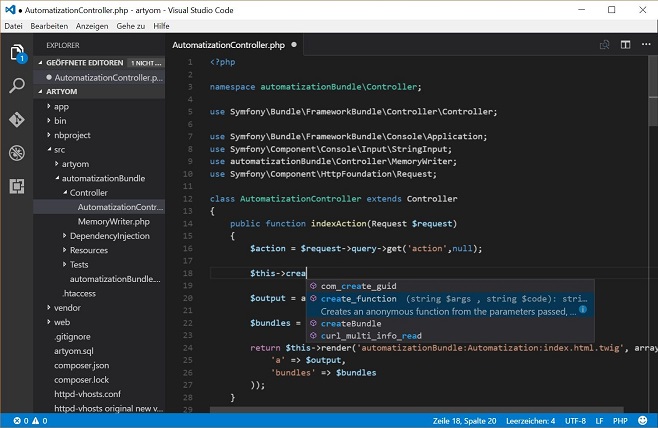 ● AutomatizationController.php - artyom - Visual Studio Code
Datei Bearbeiten Anzeigen Gehe zu Hilfe
EXPLORER
GEÖFFNETE EDITOREN 1 NICHT
● AutomatizationController.p...
ARTYOM
app
bin
nbproject
src
artyom
automatizationBundle
Controller
AutomatizationContr...
MemoryWriter.php
DependencyInjection
Resources
Tests
automatizationBundle...
.htaccess
vendor
web
.gitignore
artyom.sql
composer.json
composer.lock
httpd-vhosts.conf
httpd-vhosts original new v...
1
AutomatizationController.php ●
1 <?php
2
3 namespace automatizationBundle\Controller;
4
5 use Symfony\Bundle\FrameworkBundle\Controller\Controller;
6
7 use Symfony\Bundle\FrameworkBundle\Console\Application;
8 use Symfony\Component\Console\Input\StringInput;
9 use automatizationBundle\Controller\MemoryWriter;
10 use Symfony\Component\HttpFoundation\Request;
11
12 class AutomatizationController extends Controller
13 {
14 public function indexAction(Request $request)
15 {
16 $action = $request->query->get('action',null);
17
18 $this->crea
19
com_create_guid
20 $output = a
create_function (string $args , string $code): stri...
21
Creates an anonymous function from the parameters passed, ...
22 $bundles =
createBundle
23
curl_multi_info_read
24 return $this->render('automatizationBundle:Automatization:index.html.twig', array
25 'a' => $output,
26 'bundles' => $bundles
27 ));
28 }
0 0 Zeile 18, Spalte 20 Leerzeichen: 4 UTF-8 LF PHP